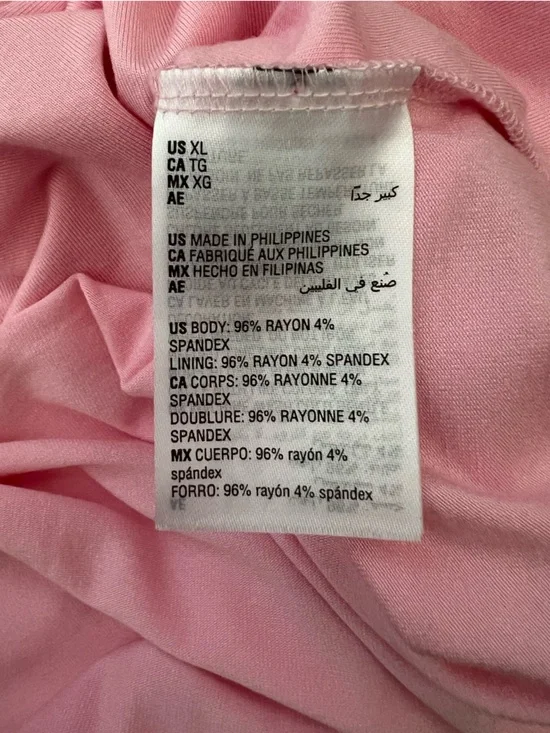 US XL
CA TG
MX XG
AE كبير جدًا
US MADE IN PHILIPPINES
CA FABRIQUÉ AUX PHILIPPINES
MX HECHO EN FILIPINAS
AE صُنع في الفلبين
US BODY: 96% RAYON 4%
SPANDEX
LINING: 96% RAYON 4% SPANDEX
CA CORPS: 96% RAYONNE 4%
SPANDEX
DOUBLURE: 96% RAYONNE 4%
SPANDEX
MX CUERPO: 96% rayón 4%
spándex
FORRO: 96% rayón 4% spándex